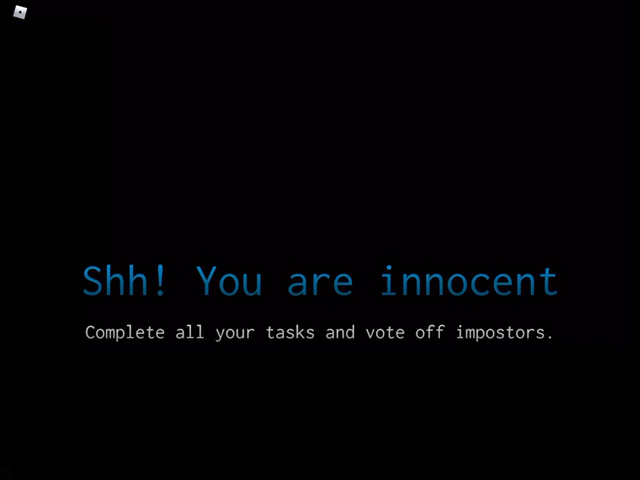 Shh! You are innocent
Complete all your tasks and vote off impostors.